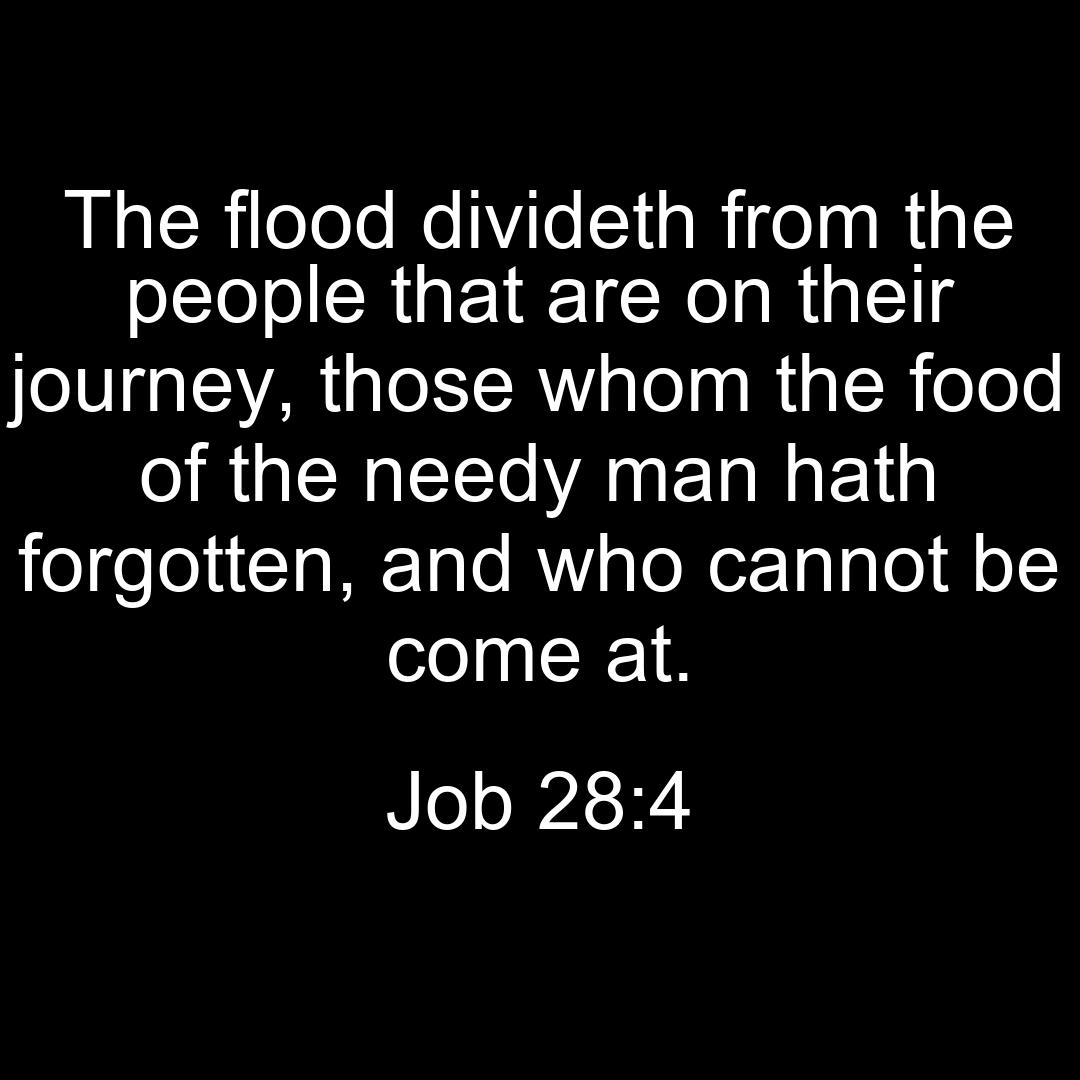 The flood divideth from the
people that are on their
journey, those whom the food
of the needy man hath
forgotten, and who cannot be
come at.
Job 28:4